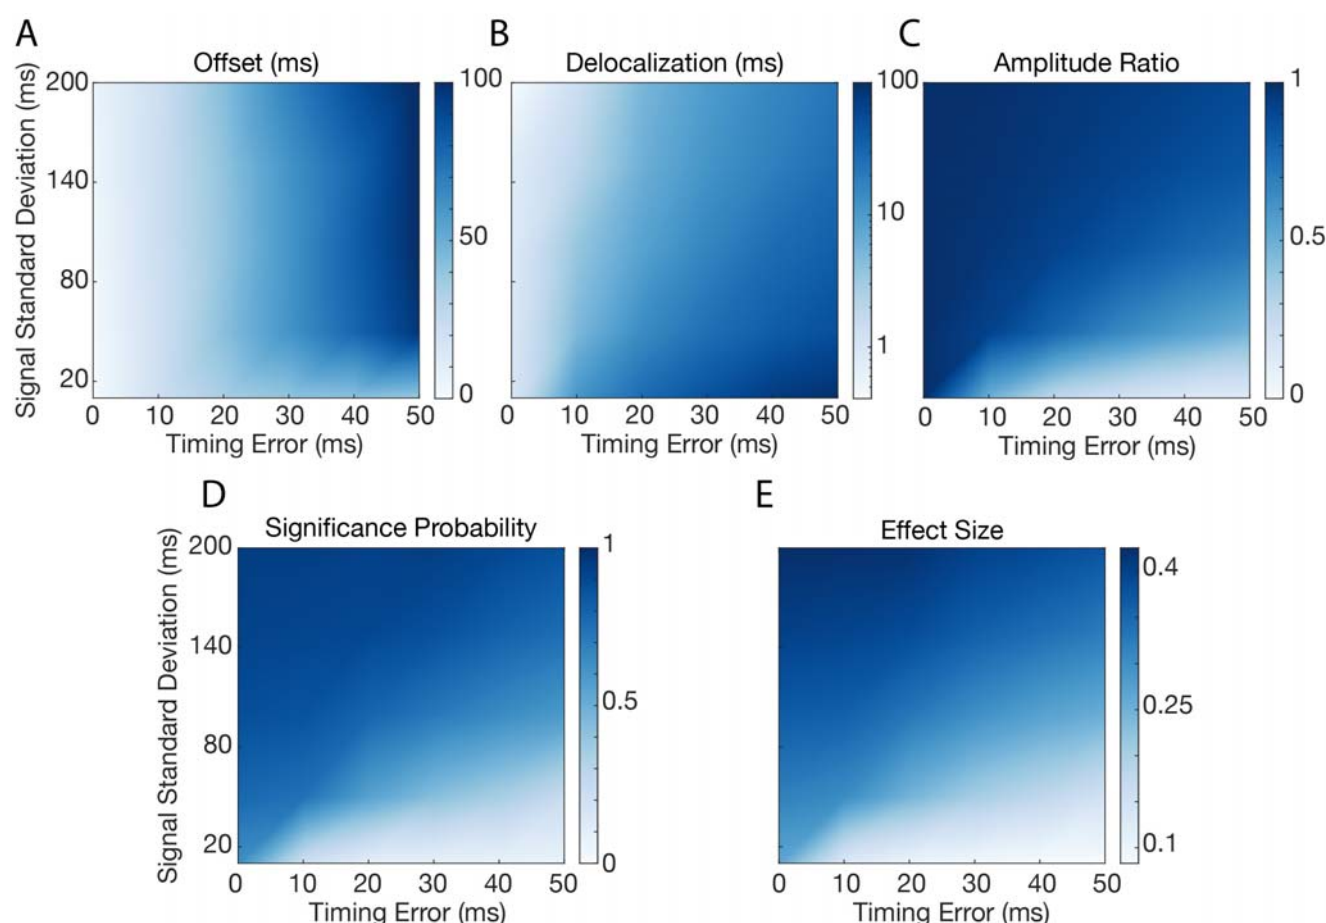 A
B
C
Offset (ms)
Delocalization (ms)
Amplitude Ratio
Signal Standard Deviation (ms)
200
140
80
20
0 10 20 30 40 50
Timing Error (ms)
100
50
0
0 10 20 30 40 50
Timing Error (ms)
100
10
1
0 10 20 30 40 50
Timing Error (ms)
1
0.5
0
D
E
Significance Probability
Effect Size
Signal Standard Deviation (ms)
200
140
80
20
0 10 20 30 40 50
Timing Error (ms)
1
0.5
0
0 10 20 30 40 50
Timing Error (ms)
0.4
0.25
0.1